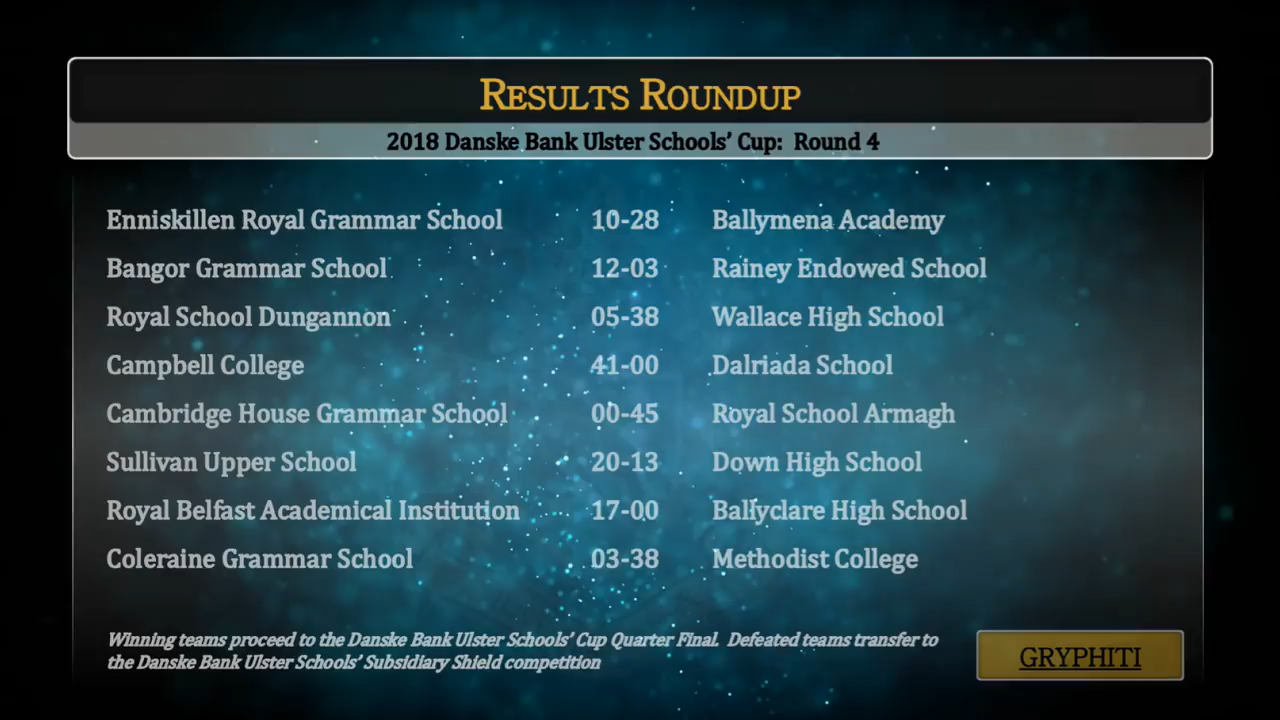 RESULTS ROUNDUP
2018 Danske Bank Ulster Schools’ Cup: Round 4
Enniskillen Royal Grammar School 10-28 Ballymena Academy
Bangor Grammar School 12-03 Rainey Endowed School
Royal School Dungannon 05-38 Wallace High School
Campbell College 41-00 Dalriada School
Cambridge House Grammar School 00-45 Royal School Armagh
Sullivan Upper School 20-13 Down High School
Royal Belfast Academical Institution 17-00 Ballyclare High School
Coleraine Grammar School 03-38 Methodist College
Winning teams proceed to the Danske Bank Ulster Schools’ Cup Quarter Final. Defeated teams transfer to
the Danske Bank Ulster Schools’ Subsidiary Shield competition
GRYPHITI